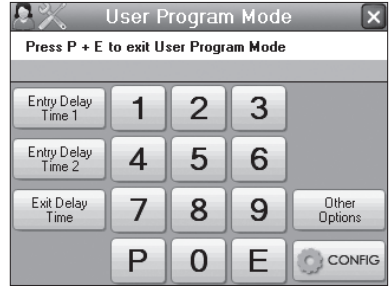 User Program Mode
Press P + E to exit User Program Mode
Entry Delay
Time 1
1 2 3
Entry Delay
Time 2
4 5 6
Exit Delay
Time
7 8 9
Other
Options
P 0 E
CONFIG